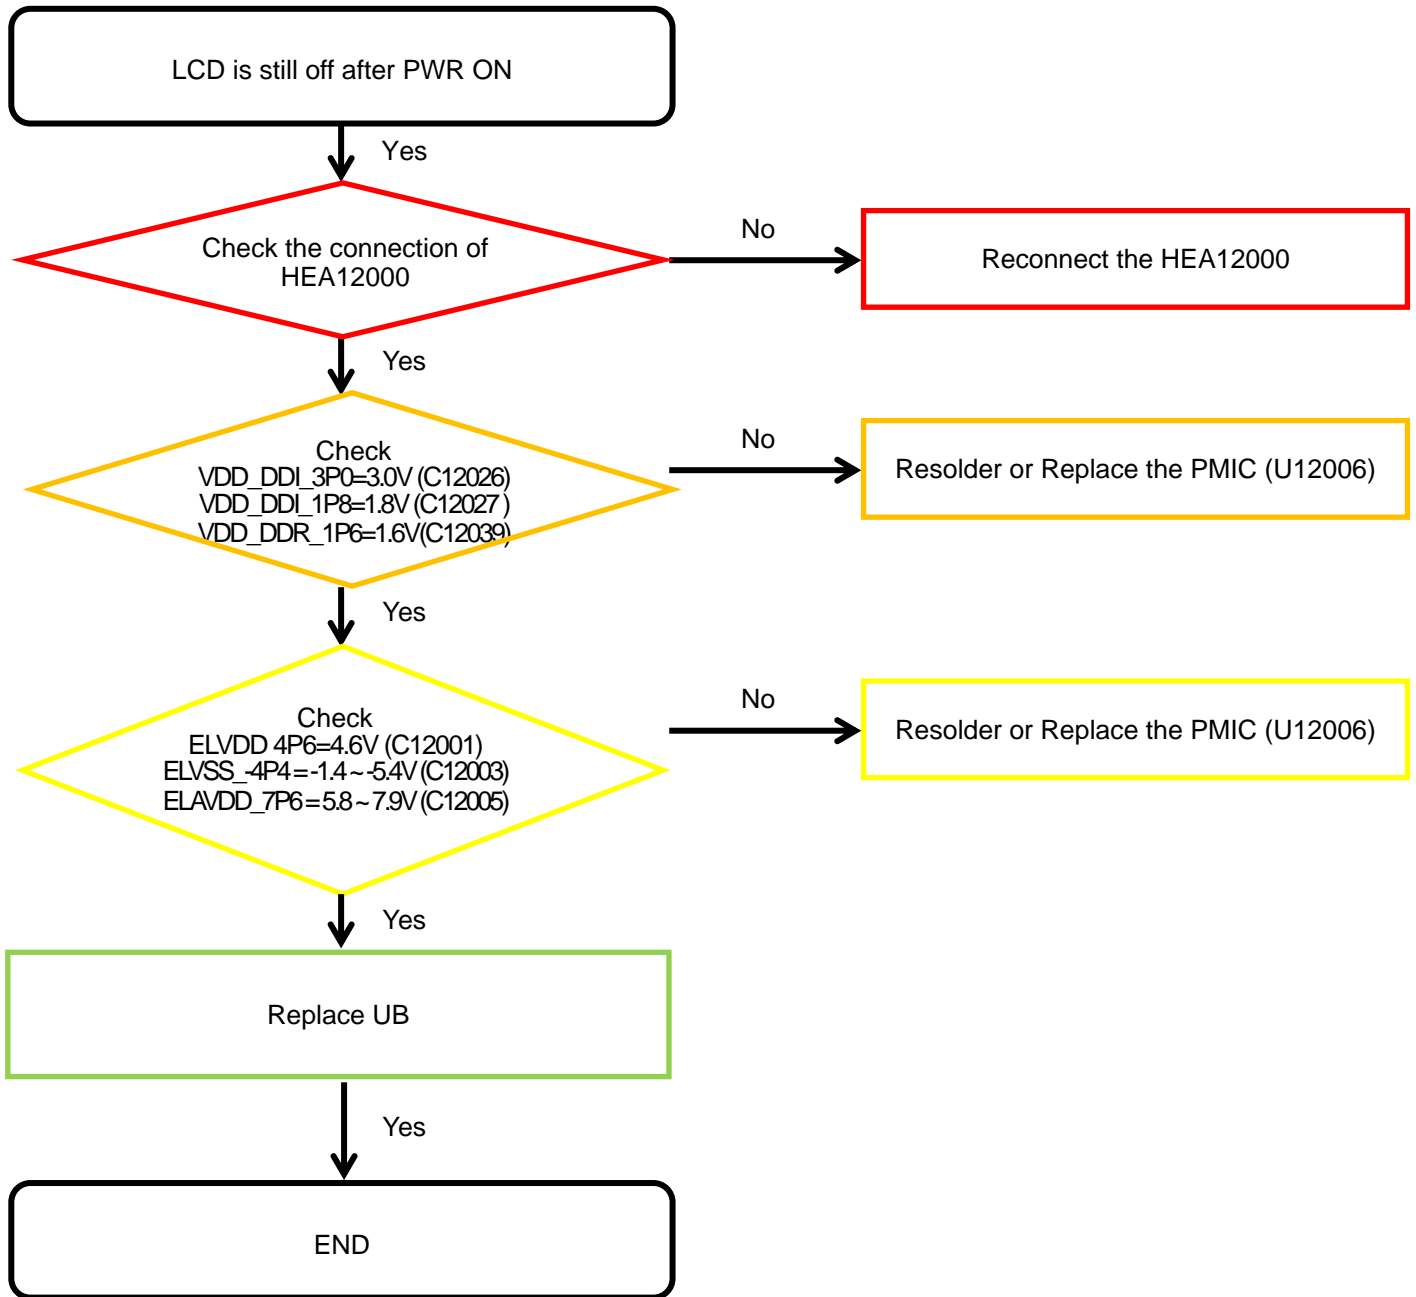 LCD is still off after PWR ON
Yes
Check the connection of
HEA12000
No
Reconnect the HEA12000
Yes
Check
VDD_DDI_3P0=3.0V (C12026)
VDD_DDI_1P8=1.8V (C12027 )
VDD_DDR_1P6=1.6V(C12039)
No
Resolder or Replace the PMIC (U12006)
Yes
Check
ELVDD 4P6=4.6V (C12001)
ELVSS_-4P4 = -1.4 ~ -5.4V (C12003)
ELAVDD_7P6 = 5.8 ~ 7.9V (C12005)
No
Resolder or Replace the PMIC (U12006)
Yes
Replace UB
Yes
END